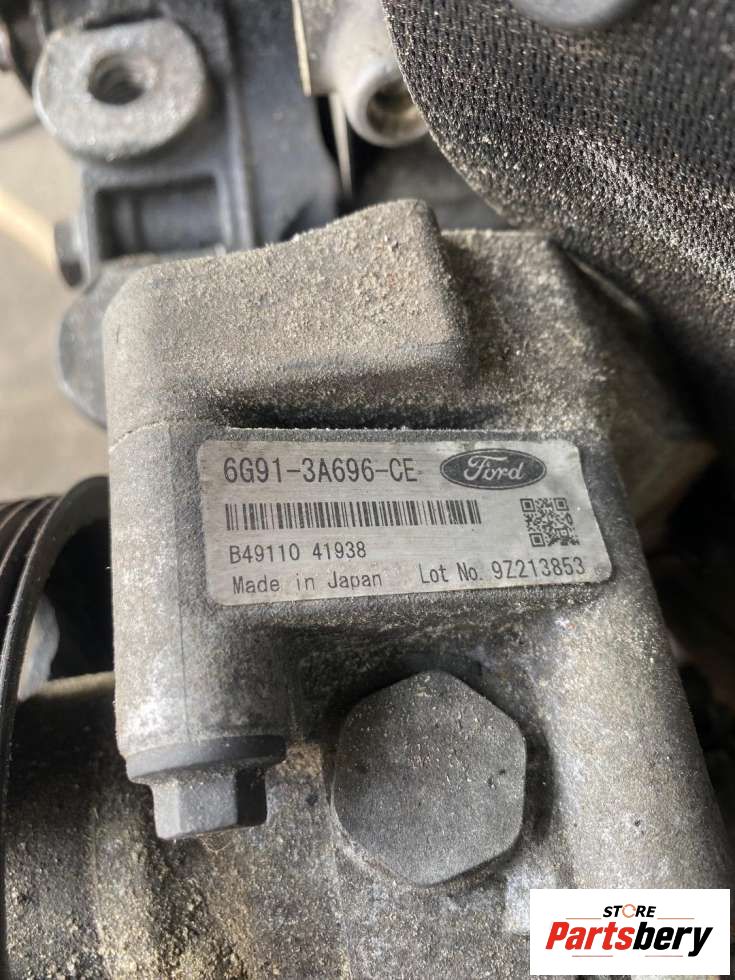 6G91-3A696-CE Ford
B49110 41938
Made in Japan Lot No. 9Z213853
STORE
Partsbery